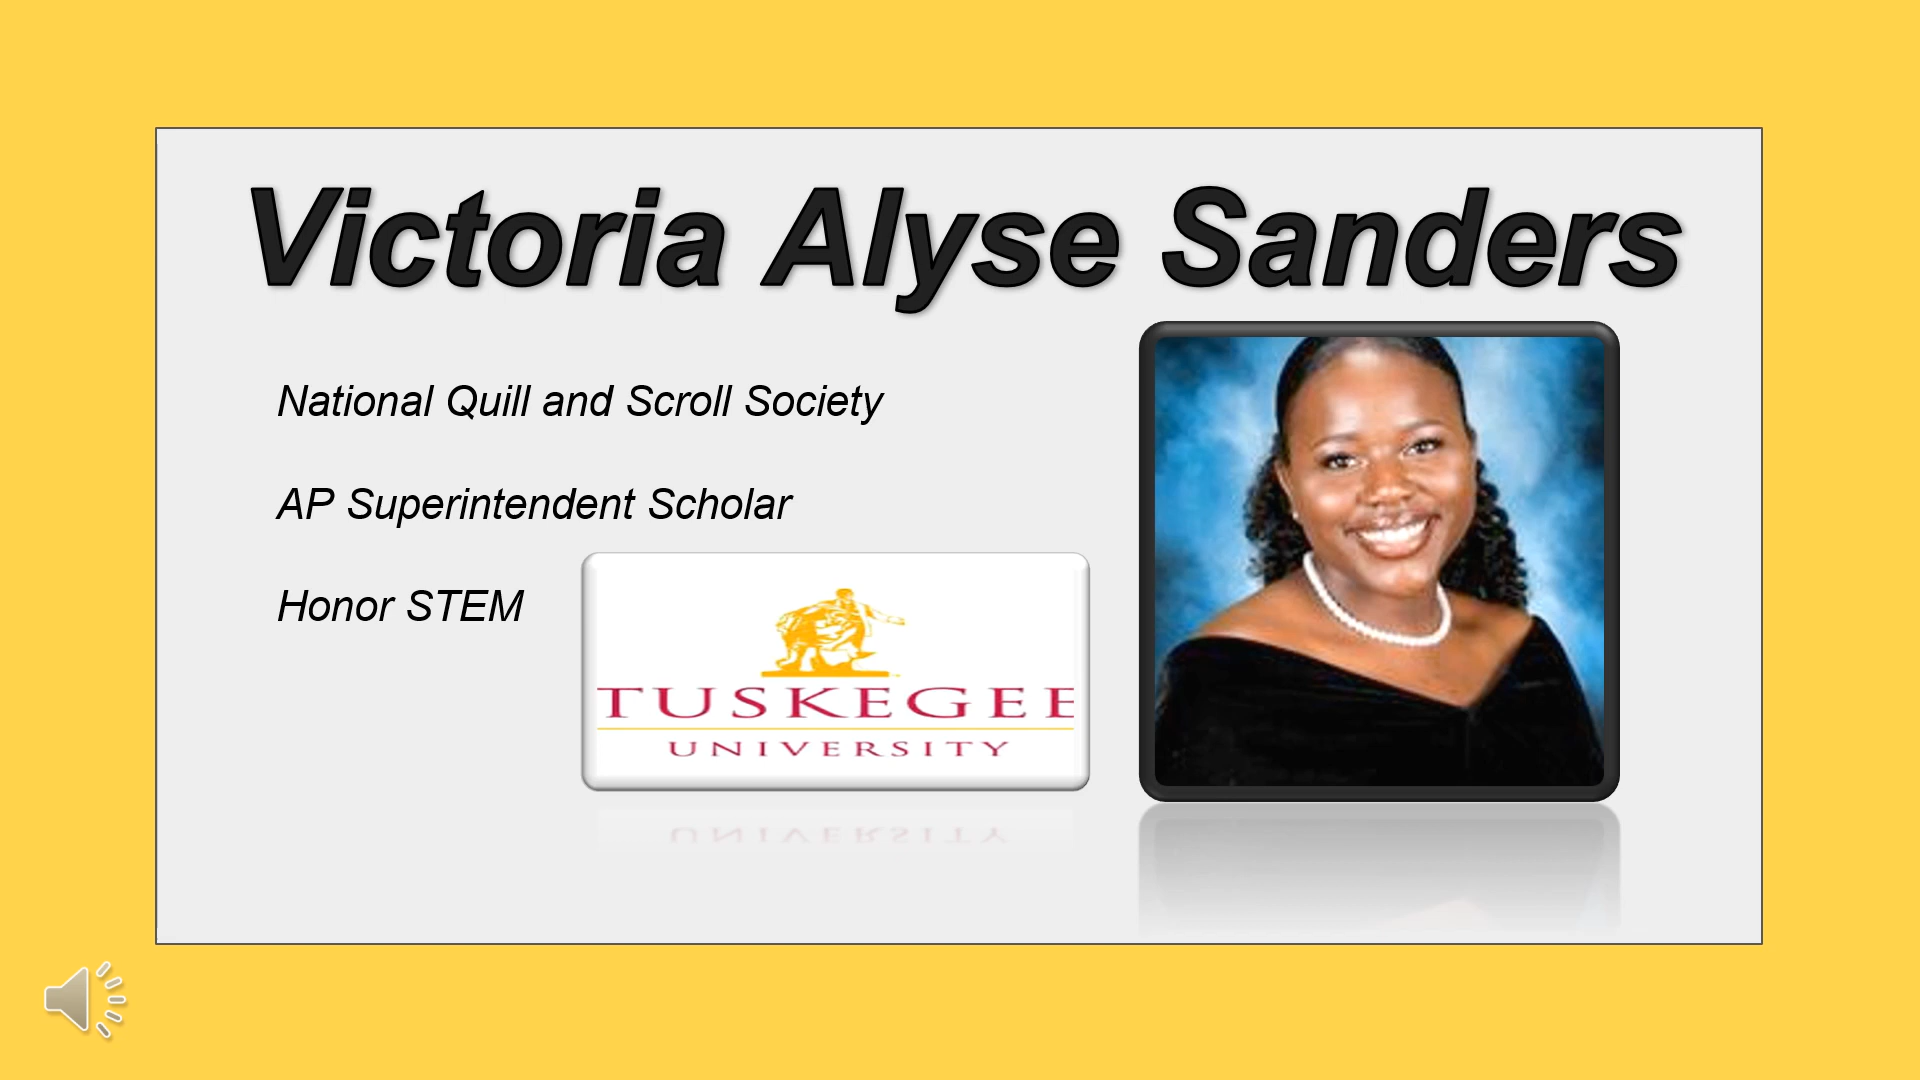 Victoria Alyse Sanders
National Quill and Scroll Society
AP Superintendent Scholar
Honor STEM
TUSKEGEE
UNIVERSITY